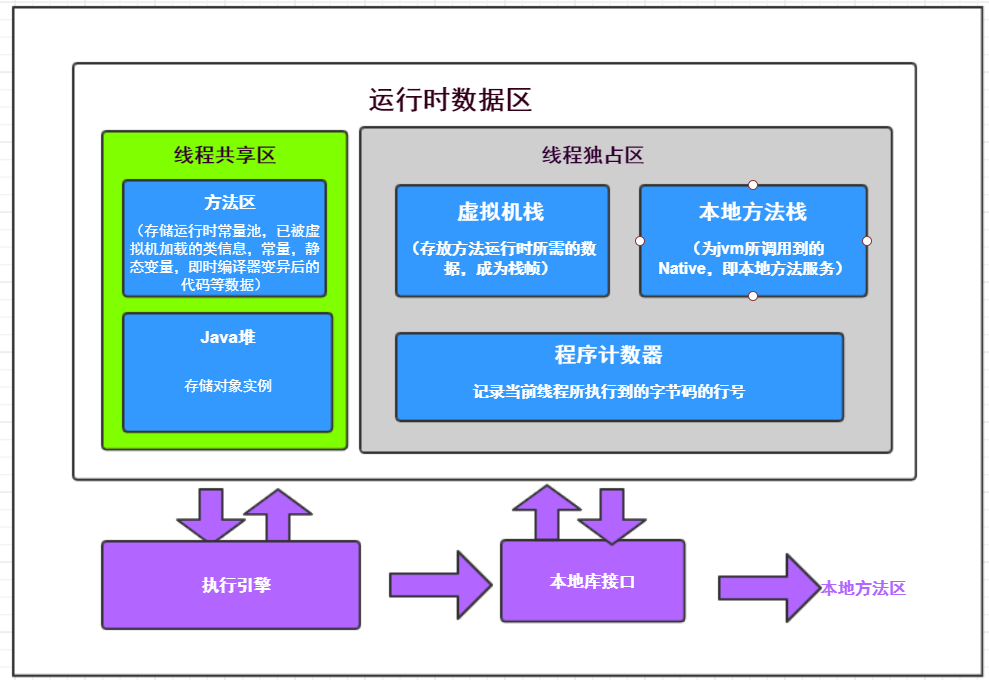 运行时数据区
线程共享区
方法区
（存储运行时常量池，已被虚
拟机加载的类信息，常量，静
态变量，即时编译器变异后的
代码等数据）
Java堆
存储对象实例
线程独占区
虚拟机栈
（存放方法运行时所需的数
据，成为栈帧）
本地方法栈
（为jvm所调用到的
Native，即本地方法服务）
程序计数器
记录当前线程所执行到的字节码的行号
执行引擎
本地库接口
本地方法区